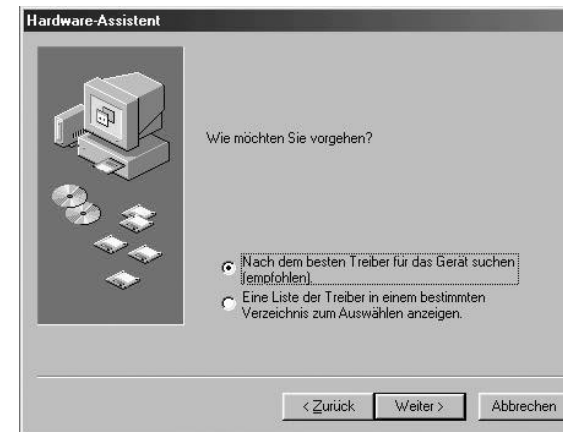 Hardware-Assistent
Wie möchten Sie vorgehen?
Nach dem besten Treiber für das Gerät suchen
(empfohlen).
Eine Liste der Treiber in einem bestimmten
Verzeichnis zum Auswählen anzeigen.
< Zurück Weiter > Abbrechen